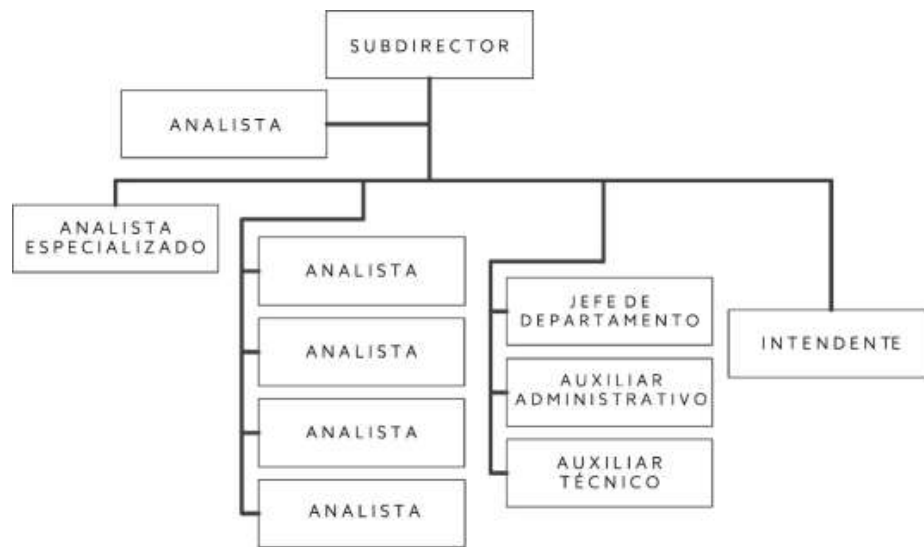 SUBDIRECTOR
ANALISTA
ANALISTA
ESPECIALIZADO
ANALISTA
ANALISTA
ANALISTA
ANALISTA
JEFE DE
DEPARTAMENTO
AUXILIAR
ADMINISTRATIVO
AUXILIAR
TÉCNICO
INTENDENTE